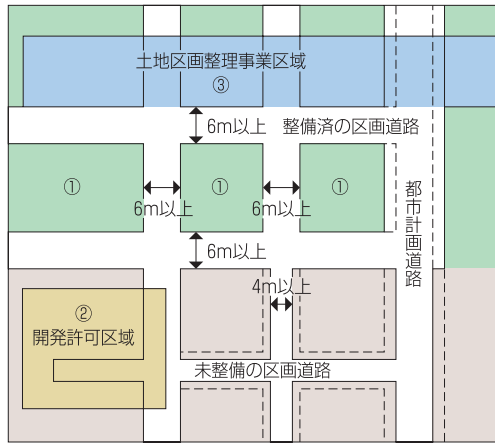 土地区画整理事業区域
③
6m以上
整備済の区画道路
①
①
①
6m以上
6m以上
都市計画道路
6m以上
4m以上
②
開発許可区域
未整備の区画道路